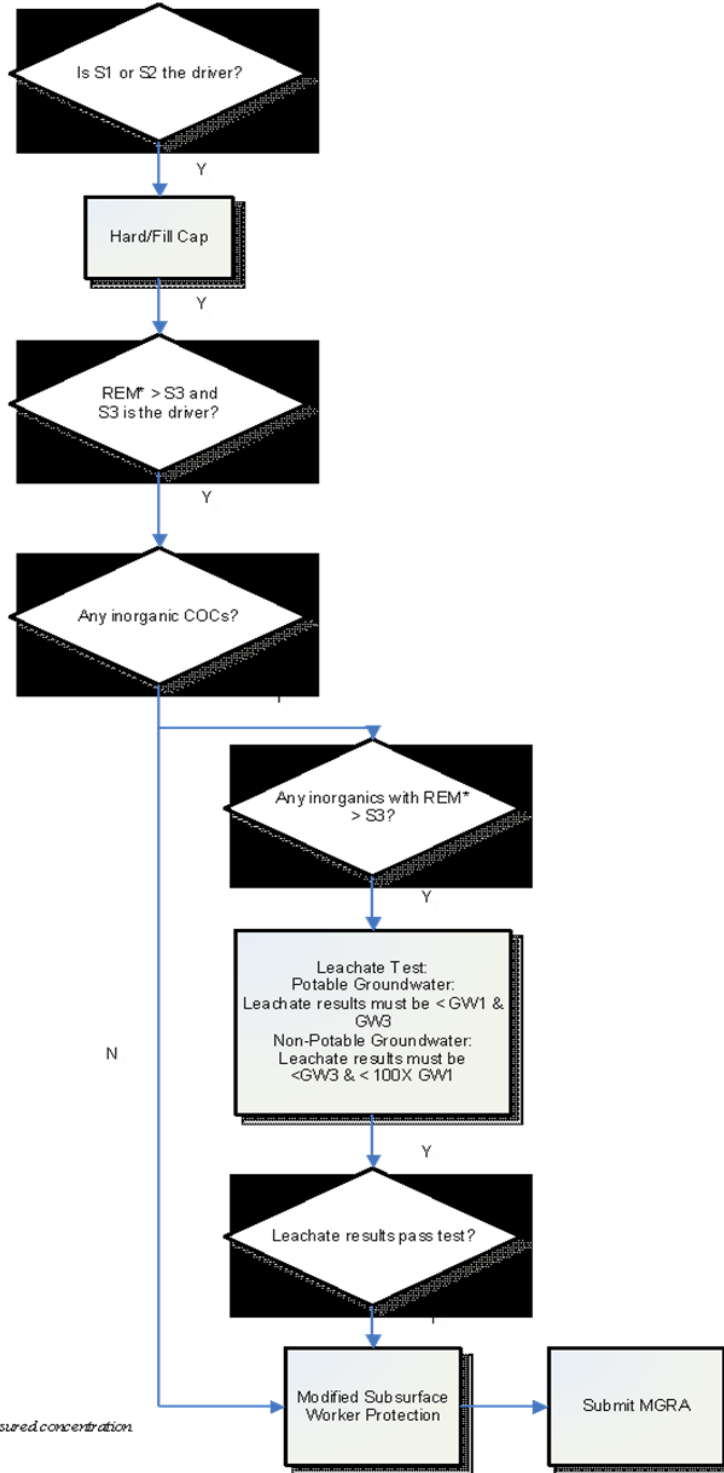 Is S1 or S2 the driver?
Y
Hard/Fill Cap
Y
REM* > S3 and
S3 is the driver?
Y
Any inorganic COCs?
Any inorganics with REM*
> S3?
Y
Leachate Test:
Potable Groundwater:
Leachate results must be < GW1 &
GW3
Non-Potable Groundwater:
Leachate results must be
<GW3 & < 100X GW1
N
Y
Leachate results pass test?
Modified Subsurface
Worker Protection
Submit MGRA
concentration